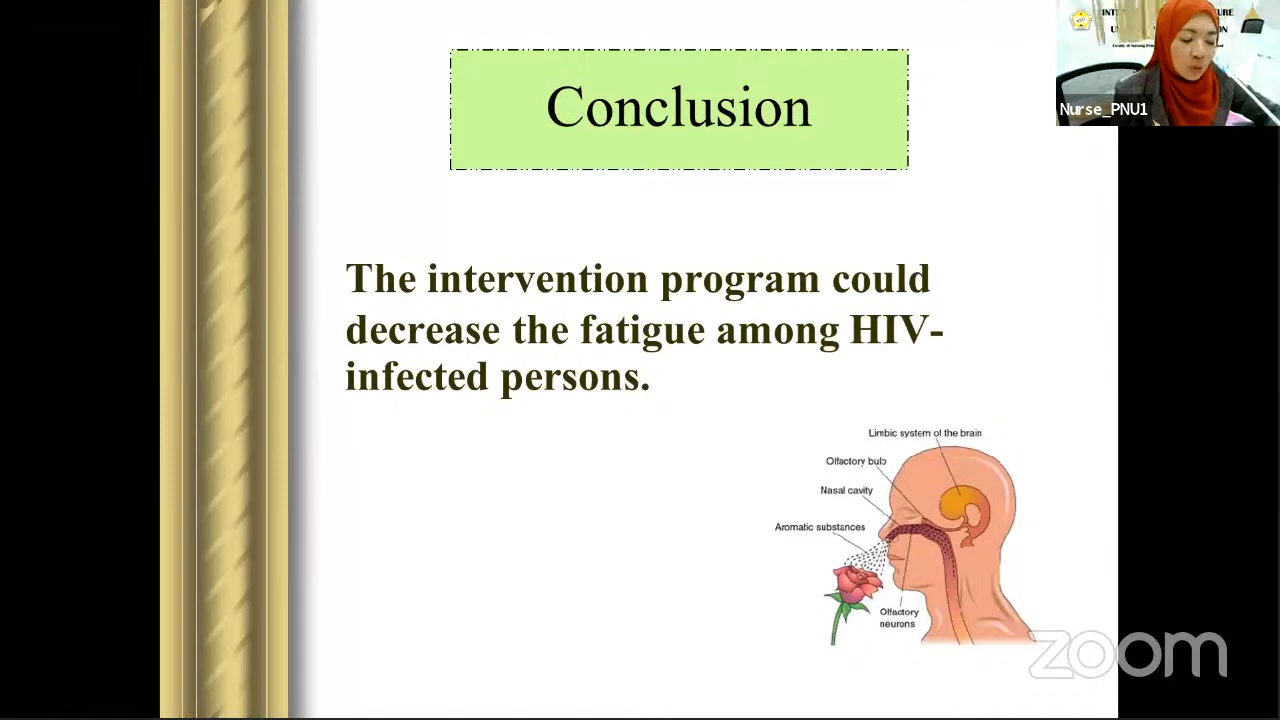 Conclusion
Nurse_PNU1
The intervention program could
decrease the fatigue among HIV-
infected persons.
Limbic system of the brain
Olfactory bulb
Nasal cavity
Aromatic substances
Olfactory
neurons
zoom